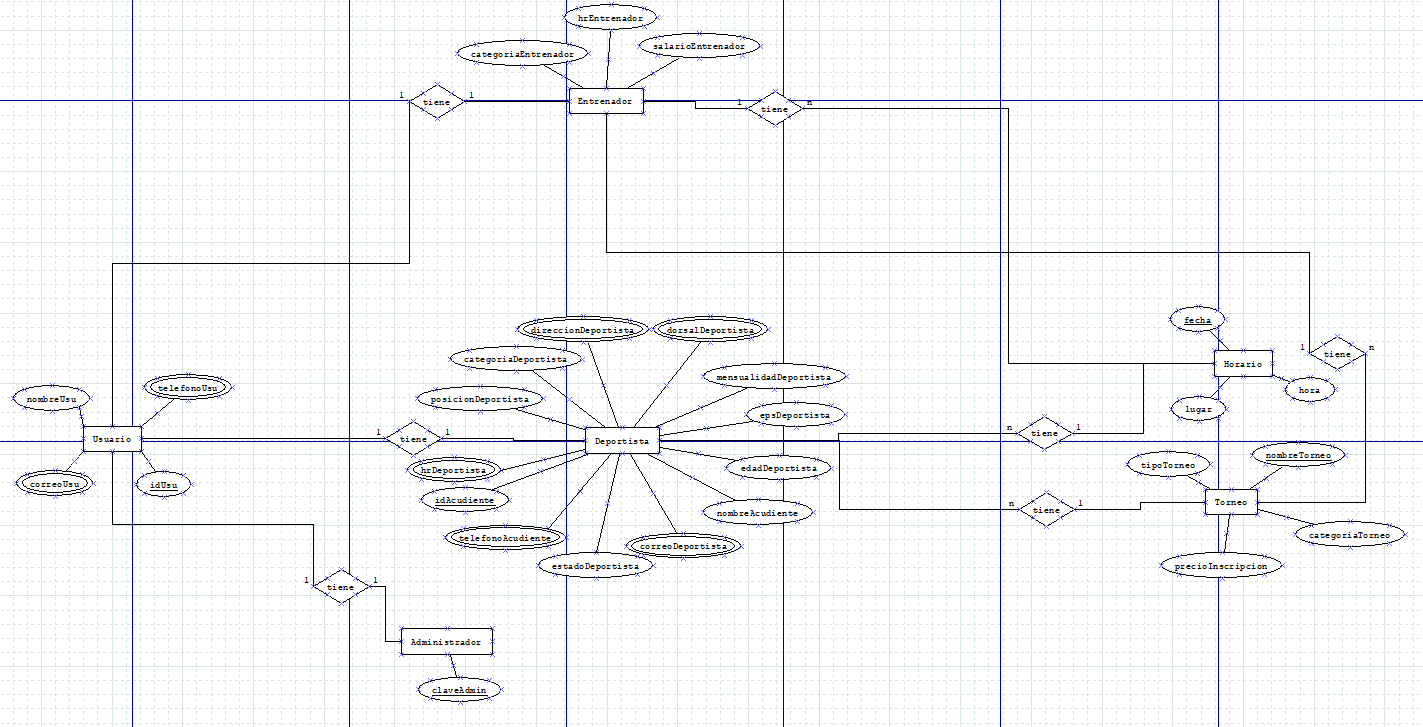 hrEntrenador
categoriaEntrenador
salarioEntrenador
1
tiene
1
Entrenador
1
tiene
n
direccionDeportista
dorsalDeportista
fecha
categoriaDeportista
1
tiene
n
Horario
mensualidadDeportista
hora
nombreUsu
telefonoUsu
posicionDeportista
epsDeportista
lugar
Usuario
1
tiene
1
Deportista
n
tiene
1
nombreTorneo
hrDeportista
edadDeportista
tipoTorneo
correoUsu
idUsu
idAcudiente
nombreAcudiente
n
tiene
1
Torneo
telefonoAcudiente
correoDeportista
categoriaTorneo
estadoDeportista
precioInscripcion
1
tiene
1
Administrador
claveAdmin